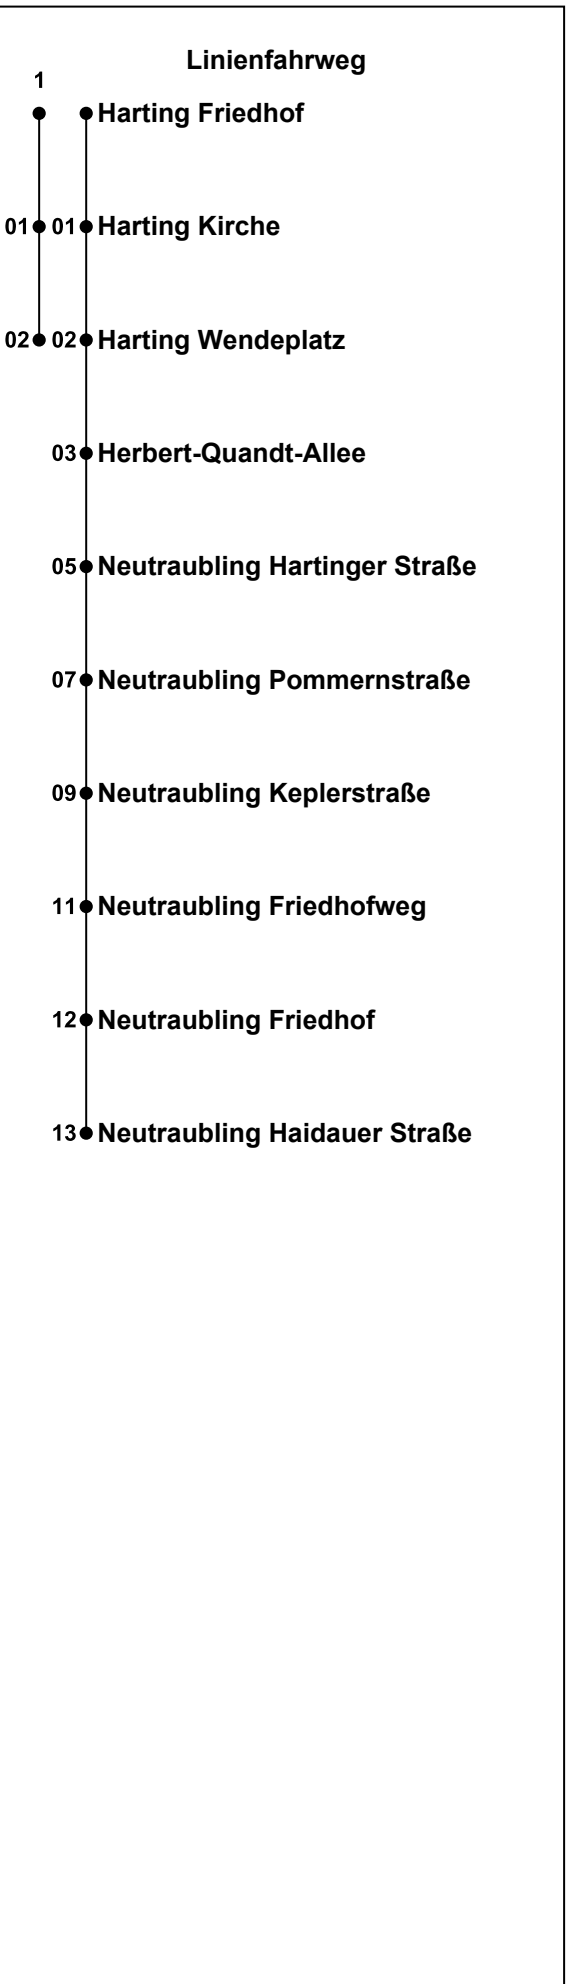 Linienfahrweg
1
Harting Friedhof
01 01 Harting Kirche
02 02 Harting Wendeplatz
03 Herbert-Quandt-Allee
05 Neutraubling Hartinger Straße
07 Neutraubling Pommernstraße
09 Neutraubling Keplerstraße
11 Neutraubling Friedhofweg
12 Neutraubling Friedhof
13 Neutraubling Haidauer Straße